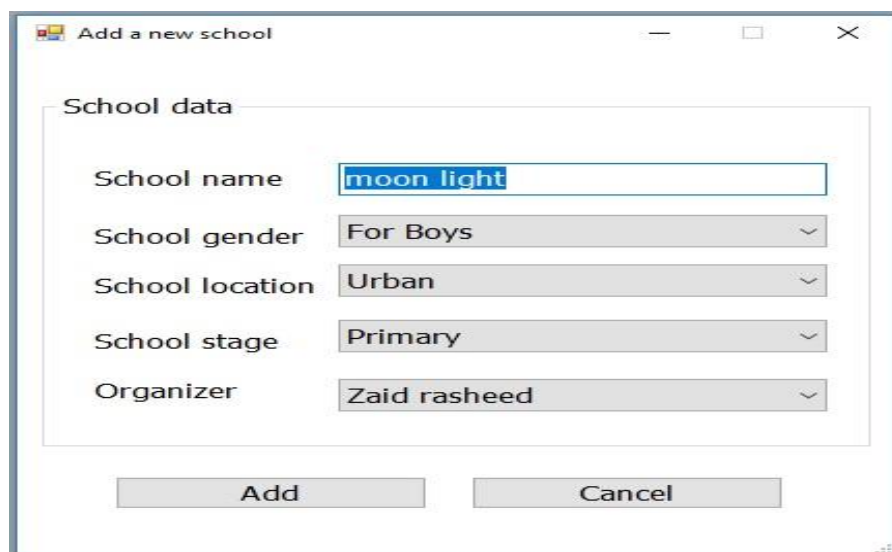 Add a new school
School data
School name moon light
School gender For Boys
School location Urban
School stage Primary
Organizer Zaid rasheed
Add Cancel